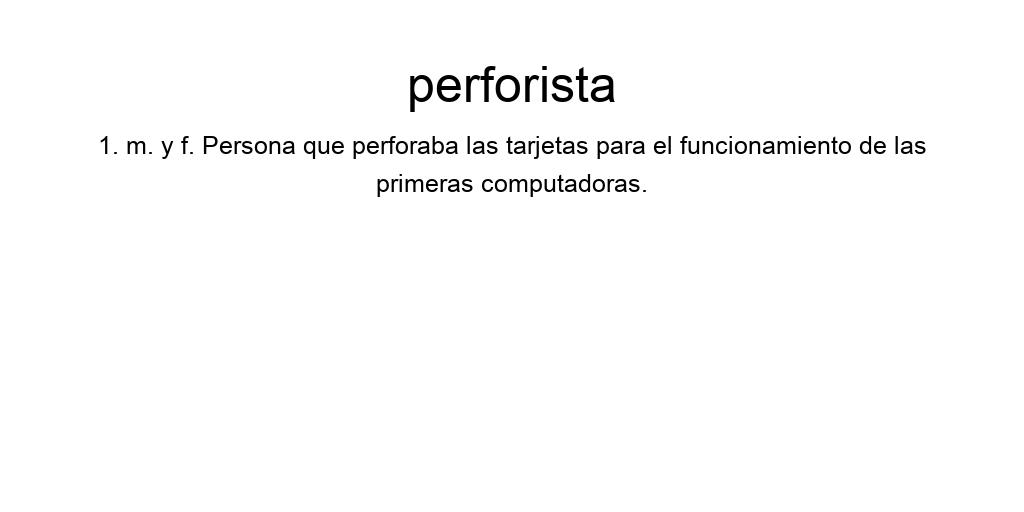 perforista
1. m. y f. Persona que perforaba las tarjetas para el funcionamiento de las
primeras computadoras.